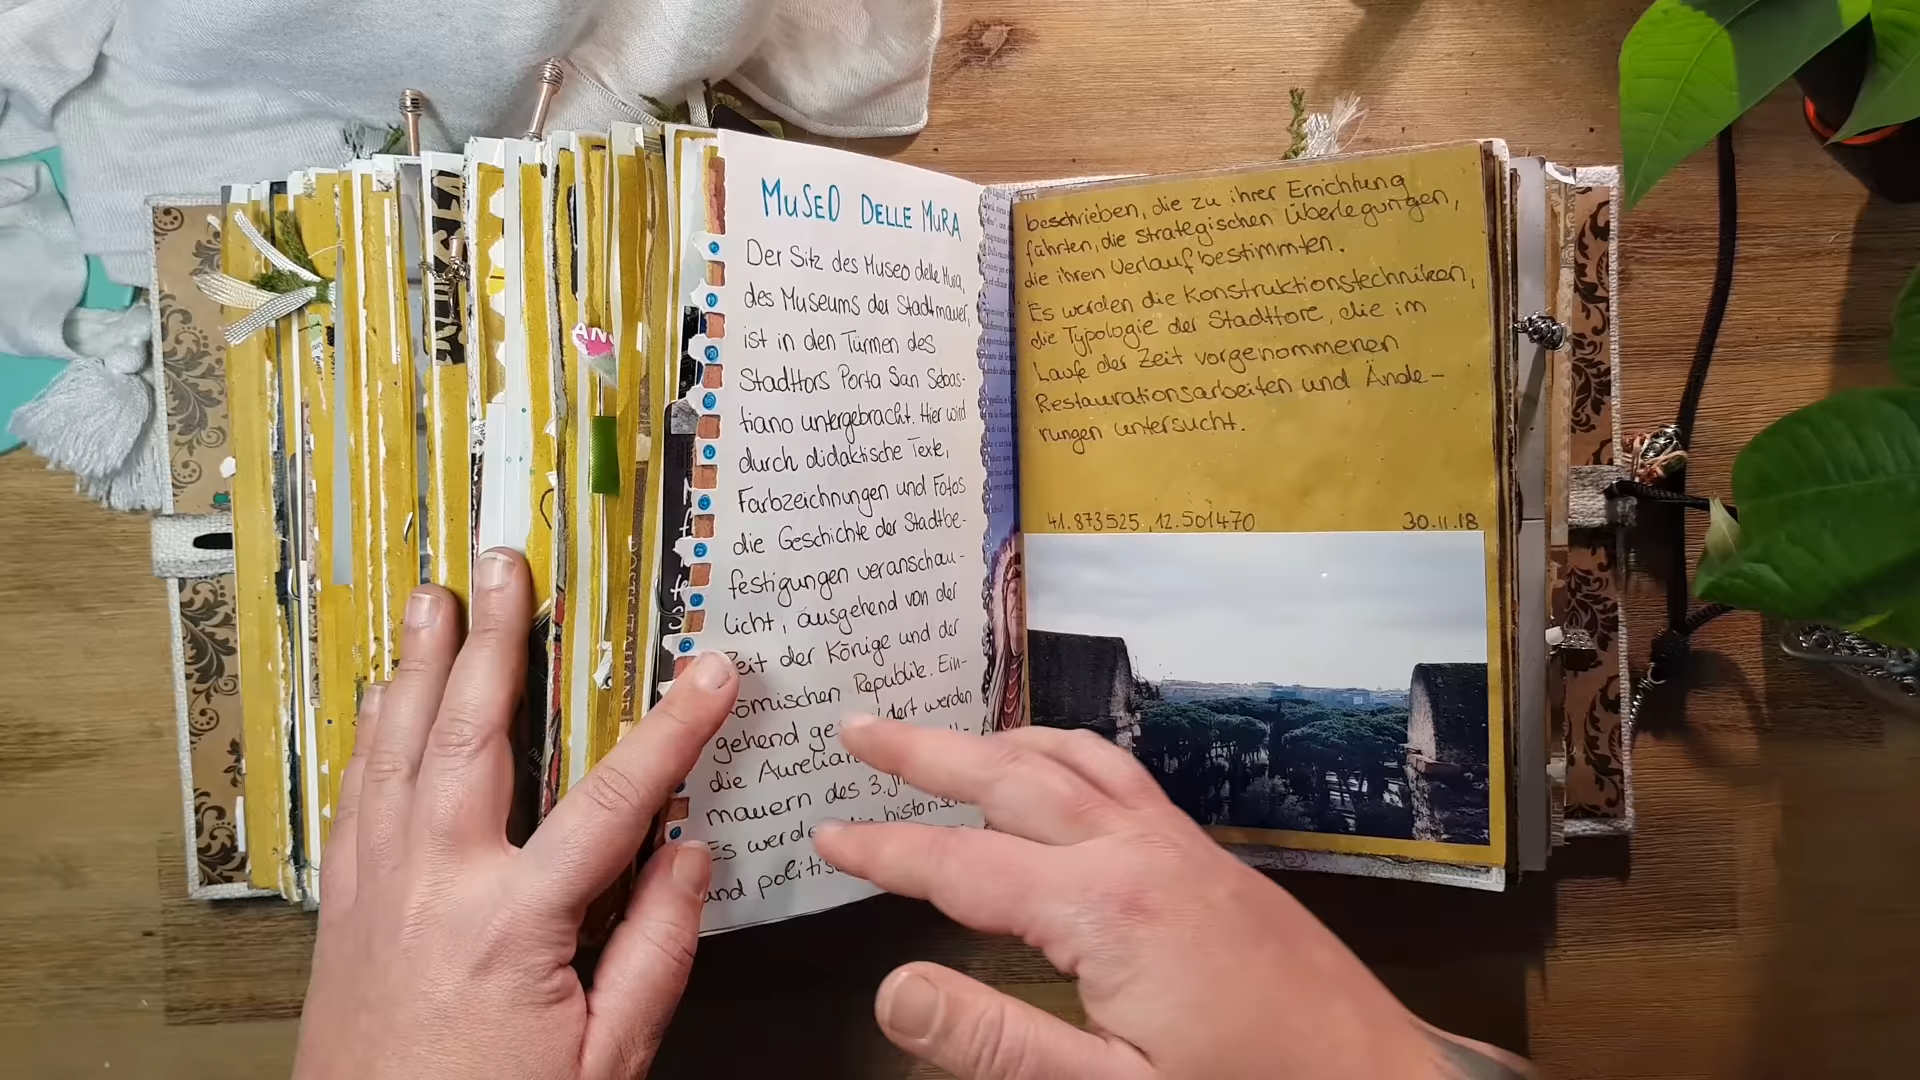 MUSEO DELLE MURA
Der Sitz des Museo delle Mura,
des Museums der Stadtmauer,
ist in den Türmen des
Stadttors Porta San Sebas-
tiano untergebracht. Hier wird
durch didaktische Texte,
Farbzeichnungen und Fotos
die Geschichte der Stadtbe-
festigungen veranschau-
licht, ausgehend von der
Zeit der Könige und der
römischen Republik. Ein-
gehend werden
die
mauern des 3.
Es
und
beschrieben, die zu ihrer Errichtung
führten, die strategischen Überlegungen,
die ihren Verlauf bestimmten.
Es werden die Konstruktionstechniken,
die Typologie der Stadttore, die im
Laufe der Zeit vorgenommenen
Restaurationsarbeiten und Ände-
rungen untersucht.
41.873525, 12.501470 30.11.18